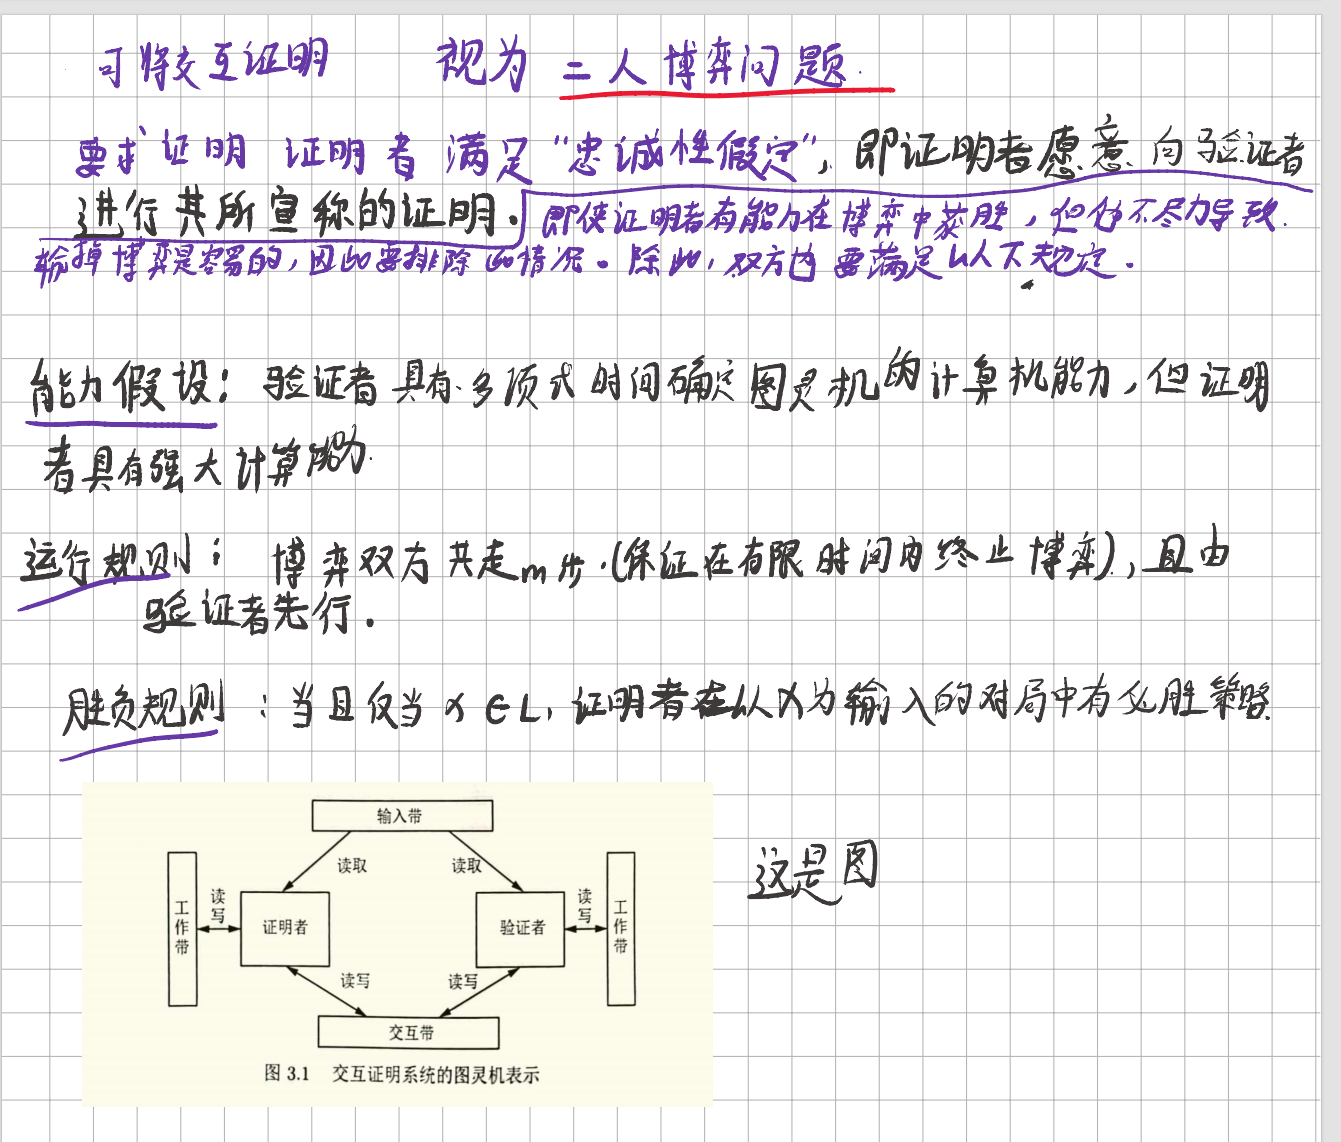 可将交互证明 视为 二人博弈问题.
要求证明 证明者 满足“忠诚性假定”, 即证明者愿意 向验证者
进行其所宣称的证明. 即使证明者有能力在博弈中获胜, 但他不尽力导致
输掉博弈是容易的, 因此要排除此情况. 除此, 双方内要满足以下规定.
能力假设: 验证者具有多项式时间确定图灵机的计算机能力, 但证明
者具有强大计算能力.
运行规则: 博弈双方共走m步.(保证在有限时间内终止博弈), 且由
验证者先行.
胜负规则: 当且仅当 x∈L, 证明者在以x为输入的对局中有必胜策略
这是图
输入带
读取 读取
工作带 读写 证明者 验证者 读写 工作带
读写 读写
交互带
图 3.1 交互证明系统的图灵机表示